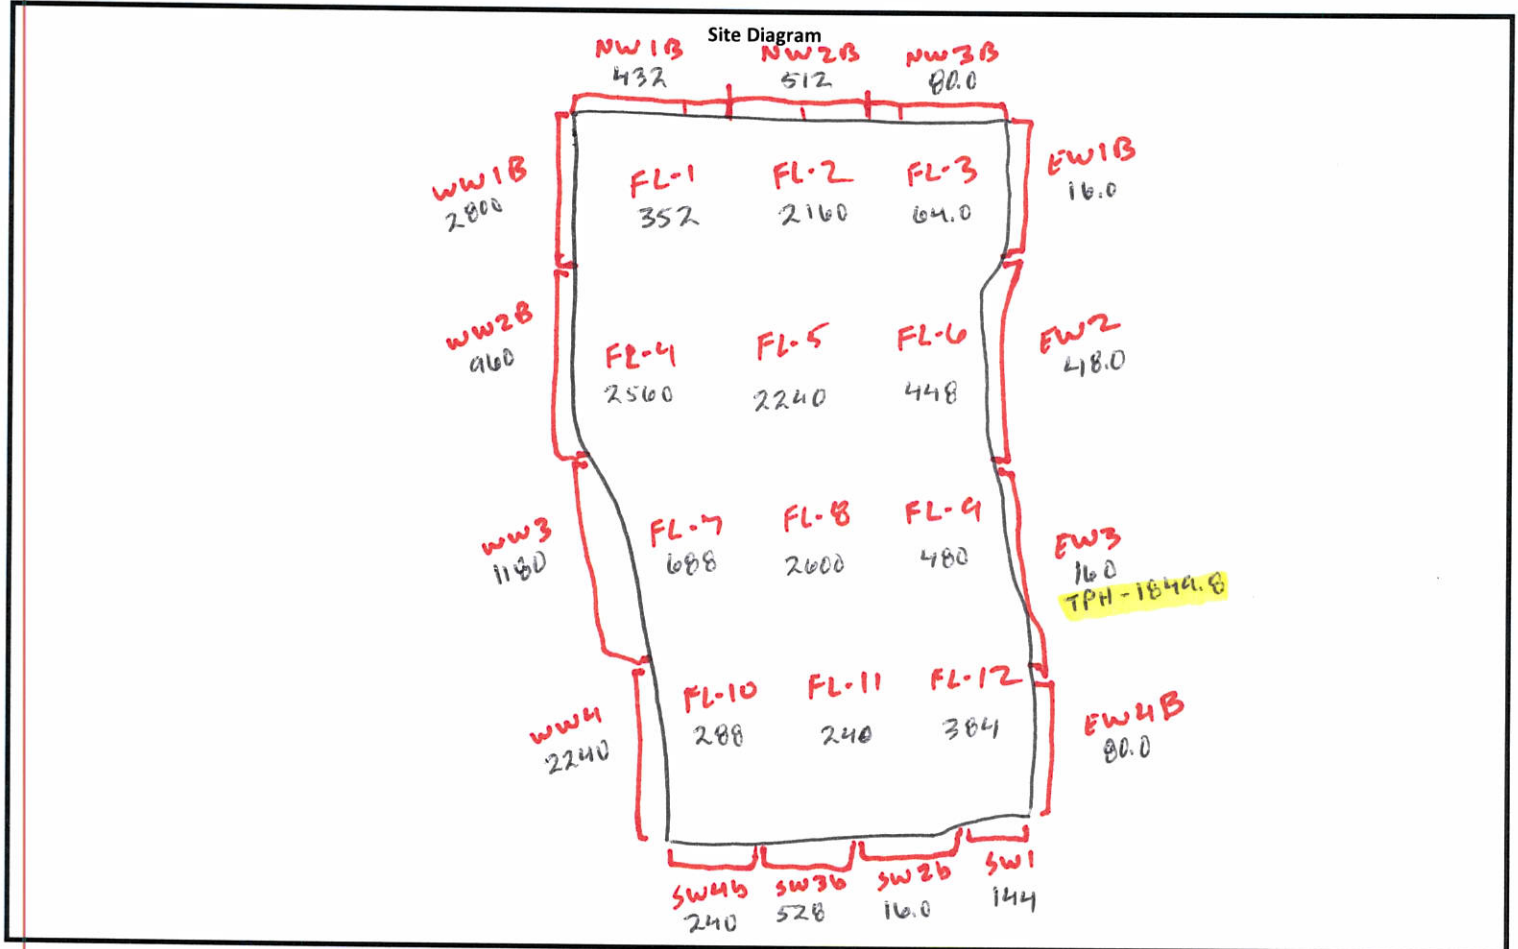 Site Diagram
NW1B NW2B NW3B
432 512 80.0
WW1B
2800
FL-1 FL-2 FL-3
352 2160 64.0
EW1B
16.0
WW2B
960
FL-4 FL-5 FL-6
2560 2240 448
EW2
48.0
WW3
1180
FL-7 FL-8 FL-9
688 2600 480
EW3
160
TPH-1849.8
WW4
2240
FL-10 FL-11 FL-12
288 240 384
EW4B
80.0
SW4b SW3b SW2b SW1
240 528 16.0 144